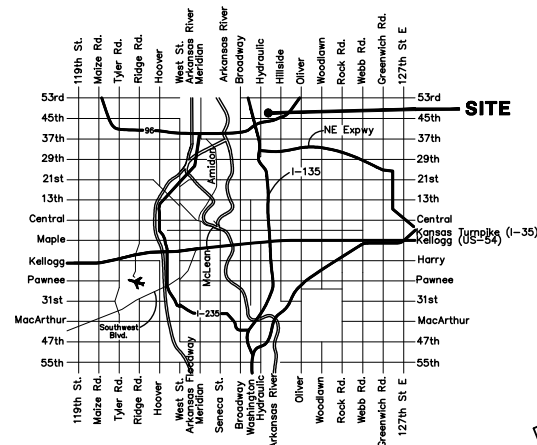 119th St.
Maize Rd.
Tyler Rd.
Ridge Rd.
Hoover
West St.
Arkansas River
Meridian
Arkansas River
Broadway
Hydraulic
Hillside
Oliver
Woodlawn
Rock Rd.
Webb Rd.
Greenwich Rd.
127th St. E
53rd
53rd
SITE
45th
45th
37th
96
NE Expwy
37th
29th
29th
21st
Amidon
I-135
21st
13th
13th
Central
Central
Kansas Turnpike (I-35)
Maple
Kellogg (US-54)
Kellogg
McLean
Harry
Pawnee
Pawnee
31st
31st
MacArthur
Southwest
Blvd.
I-235
MacArthur
47th
47th
55th
55th
119th St.
Maize Rd.
Tyler Rd.
Ridge Rd.
Hoover
West St.
Arkansas Floodway
Meridian
Seneca St.
Broadway
Washington
Hydraulic
Arkansas River
Oliver
Woodlawn
Rock Rd.
Webb Rd.
Greenwich Rd.
127th St. E